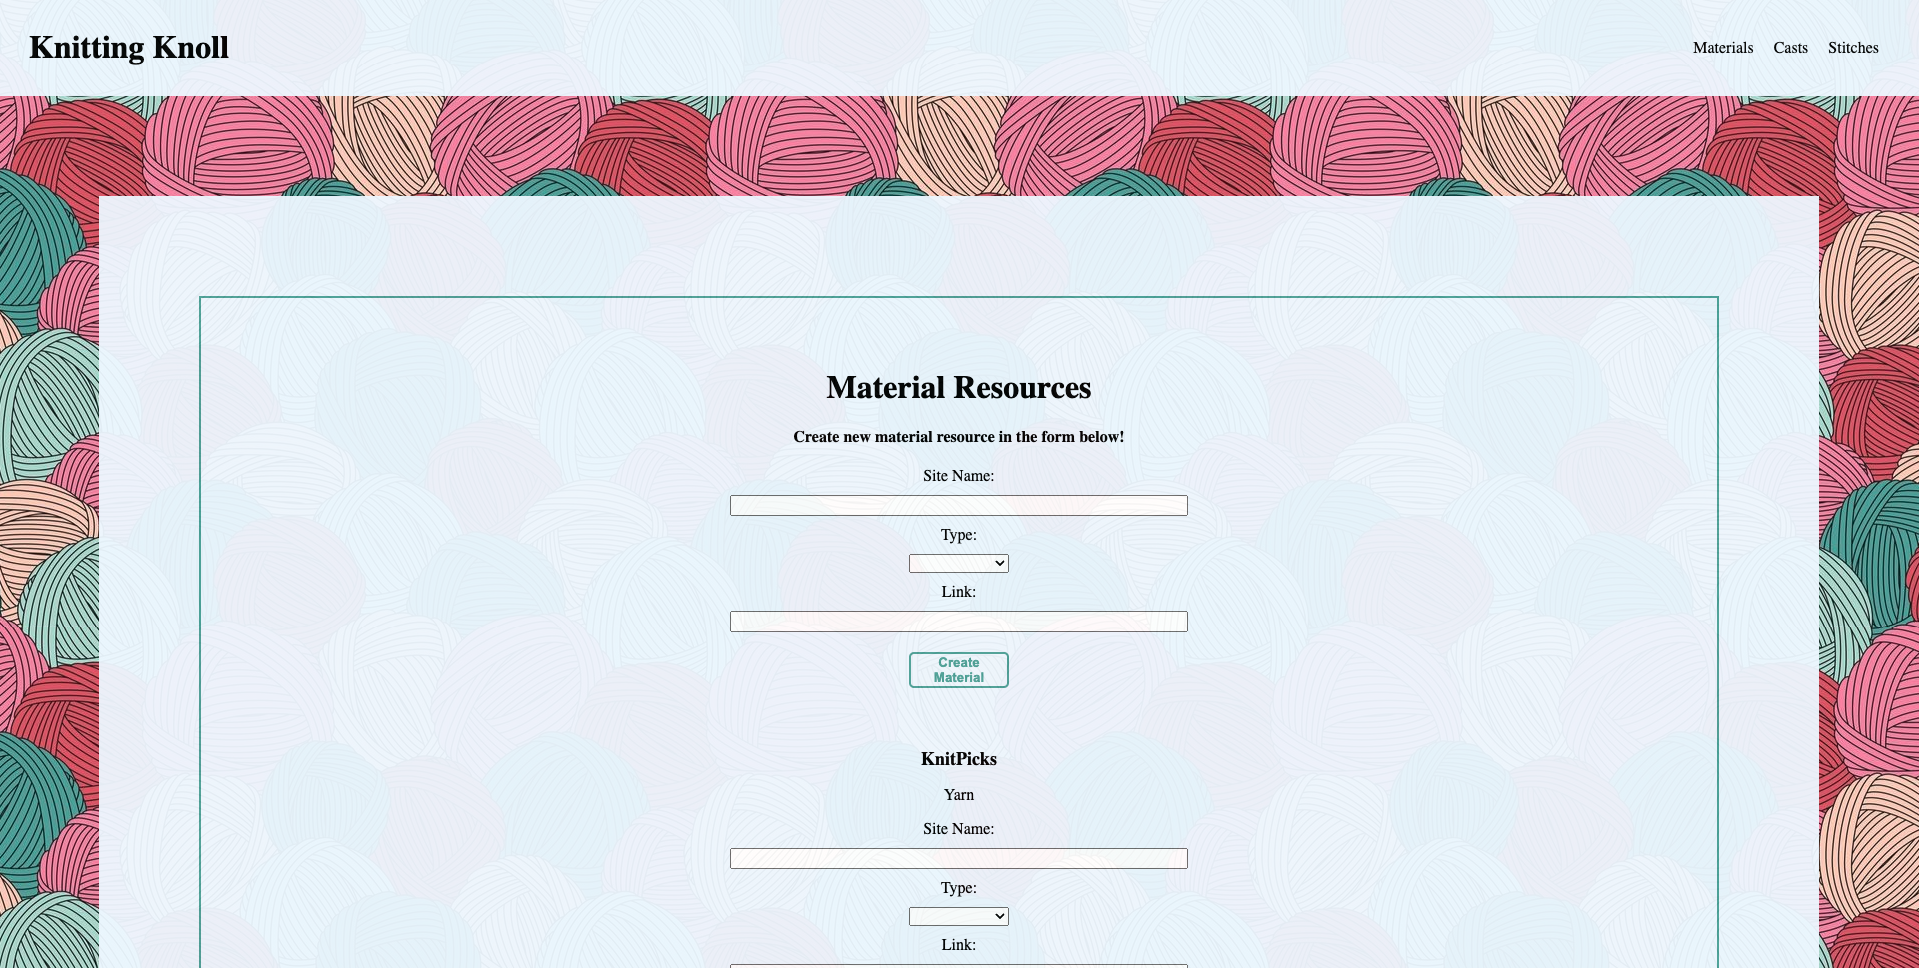 Knitting Knoll
Materials Casts Stitches
Material Resources
Create new material resource in the form below!
Site Name:
Type:
Link:
Create
Material
KnitPicks
Yarn
Site Name:
Type:
Link: